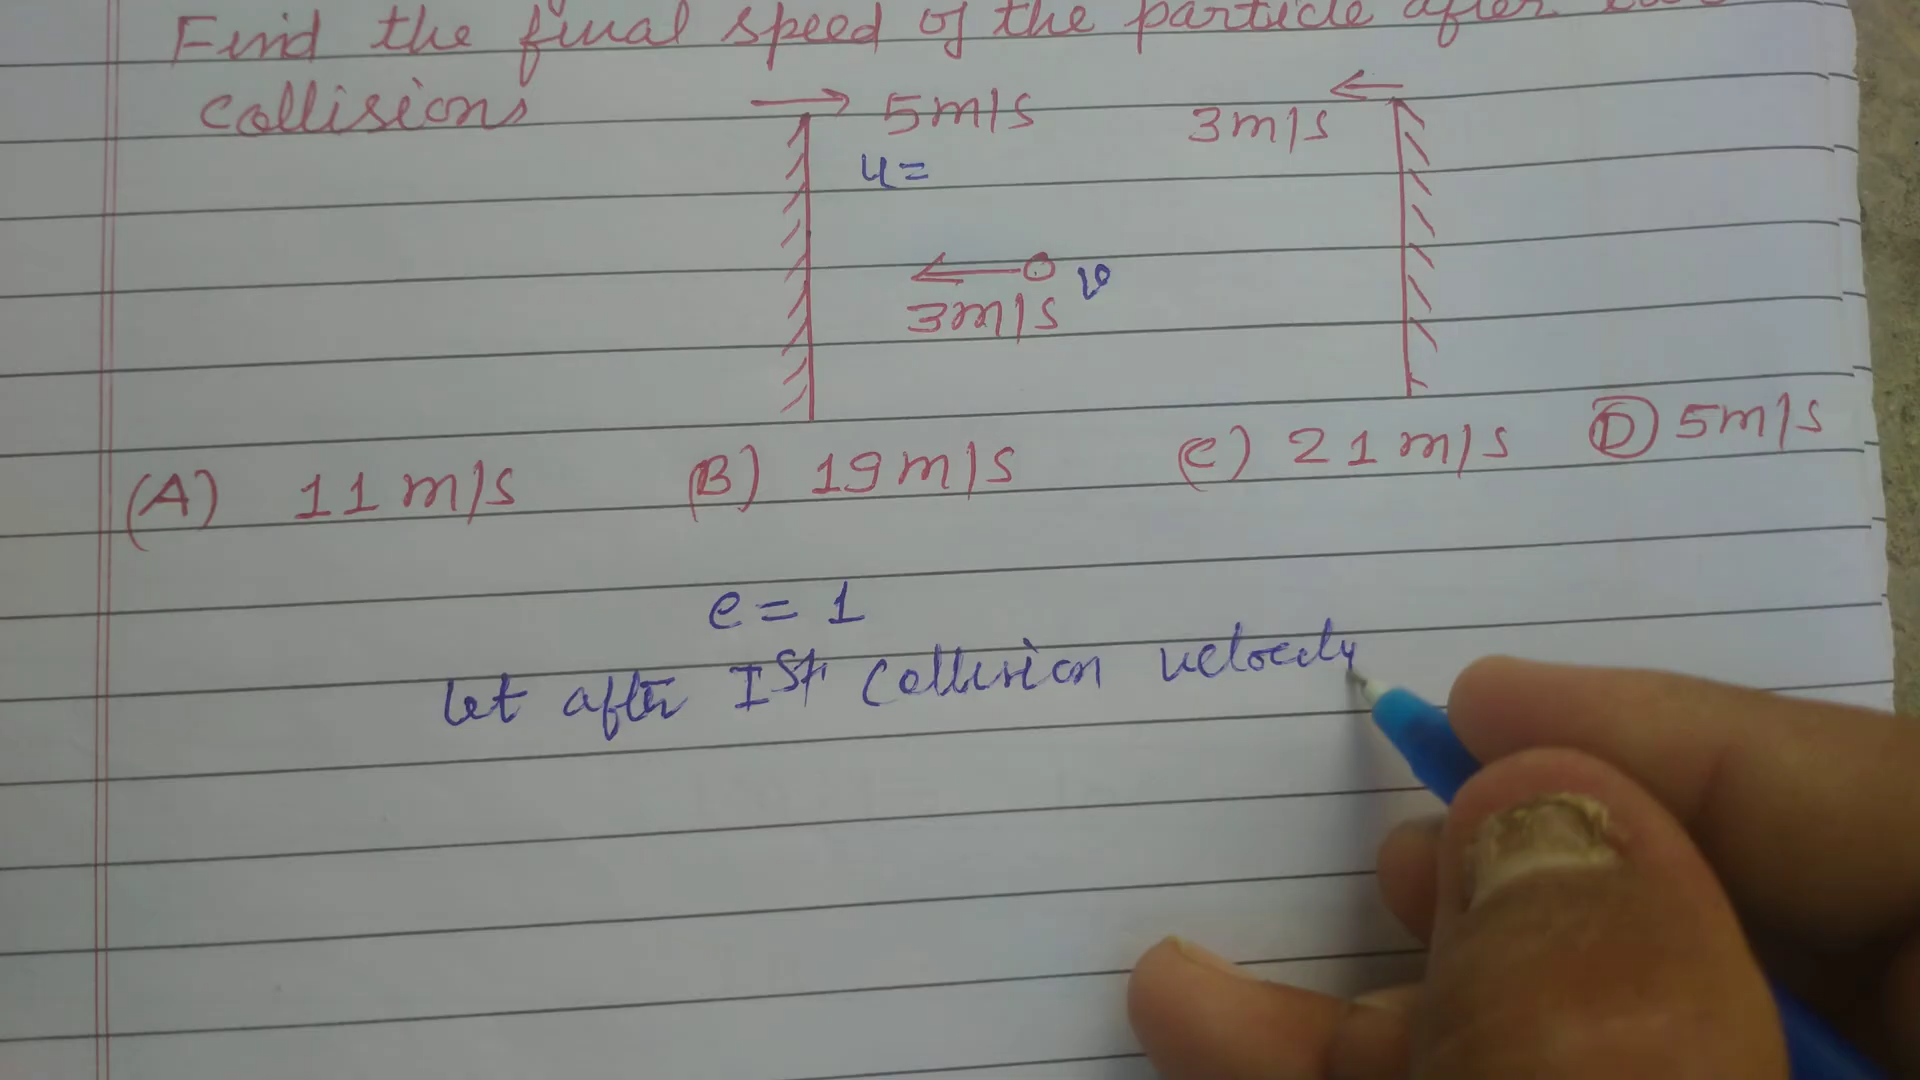 Find the final speed of the particle after
collisions
5m/s
3m/s
u=
v
3m/s
(A) 11 m/s (B) 19 m/s (C) 21 m/s (D) 5m/s
e = 1
let after Ist collision velocity